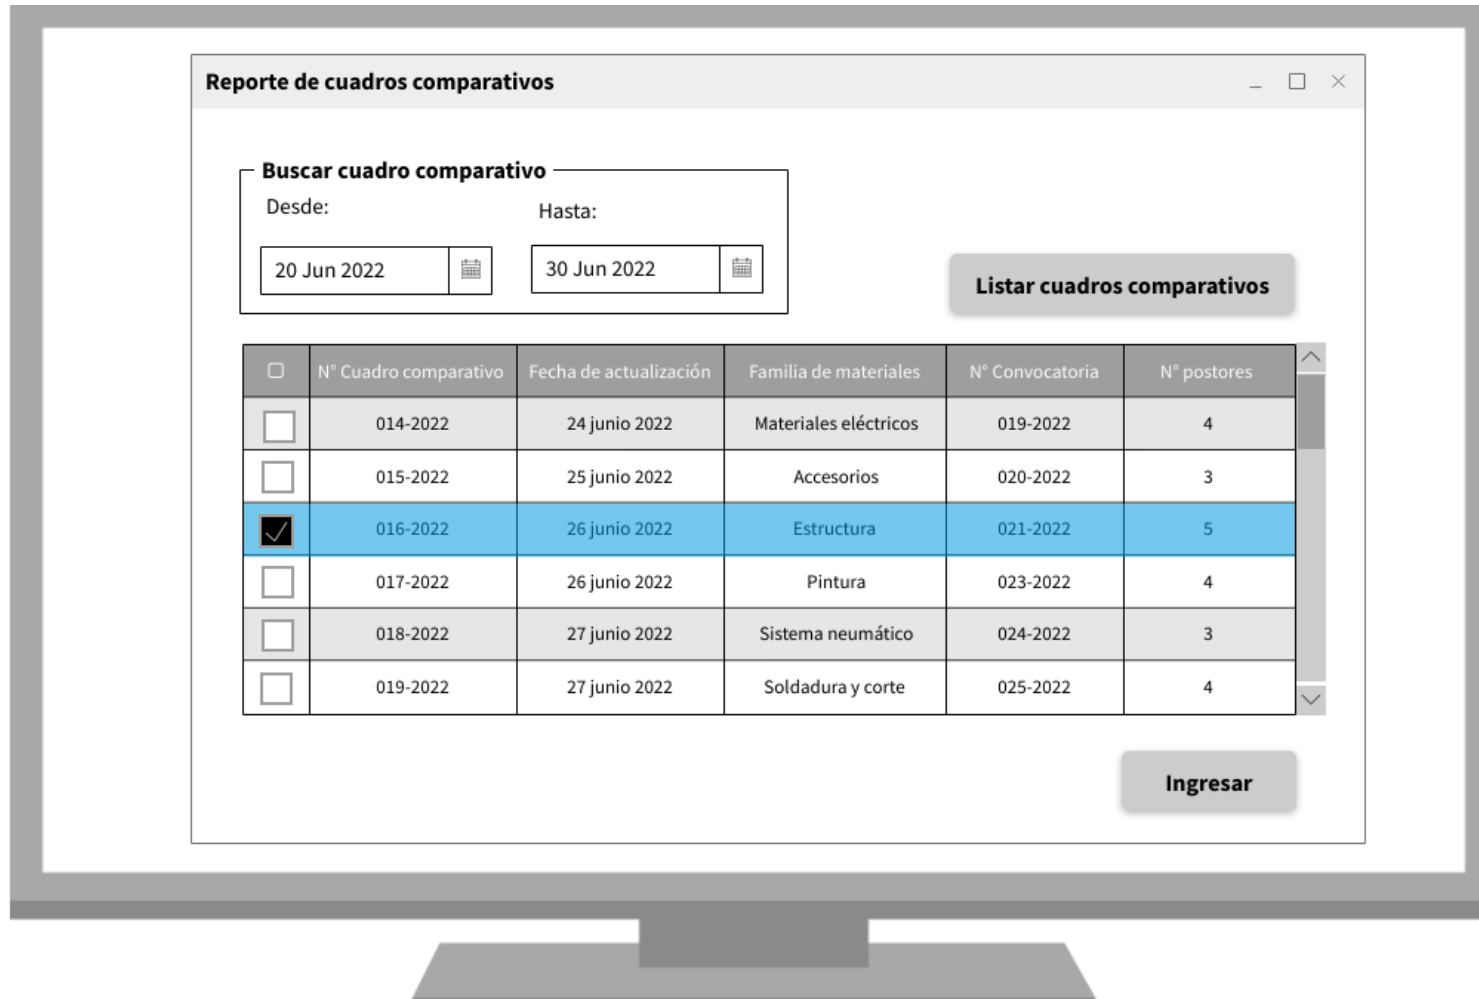 Reporte de cuadros comparativos
Buscar cuadro comparativo
Desde: Hasta:
20 Jun 2022 30 Jun 2022
Listar cuadros comparativos
N° Cuadro comparativo Fecha de actualización Familia de materiales N° Convocatoria N° postores
014-2022 24 junio 2022 Materiales eléctricos 019-2022 4
015-2022 25 junio 2022 Accesorios 020-2022 3
016-2022 26 junio 2022 Estructura 021-2022 5
017-2022 26 junio 2022 Pintura 023-2022 4
018-2022 27 junio 2022 Sistema neumático 024-2022 3
019-2022 27 junio 2022 Soldadura y corte 025-2022 4
Ingresar